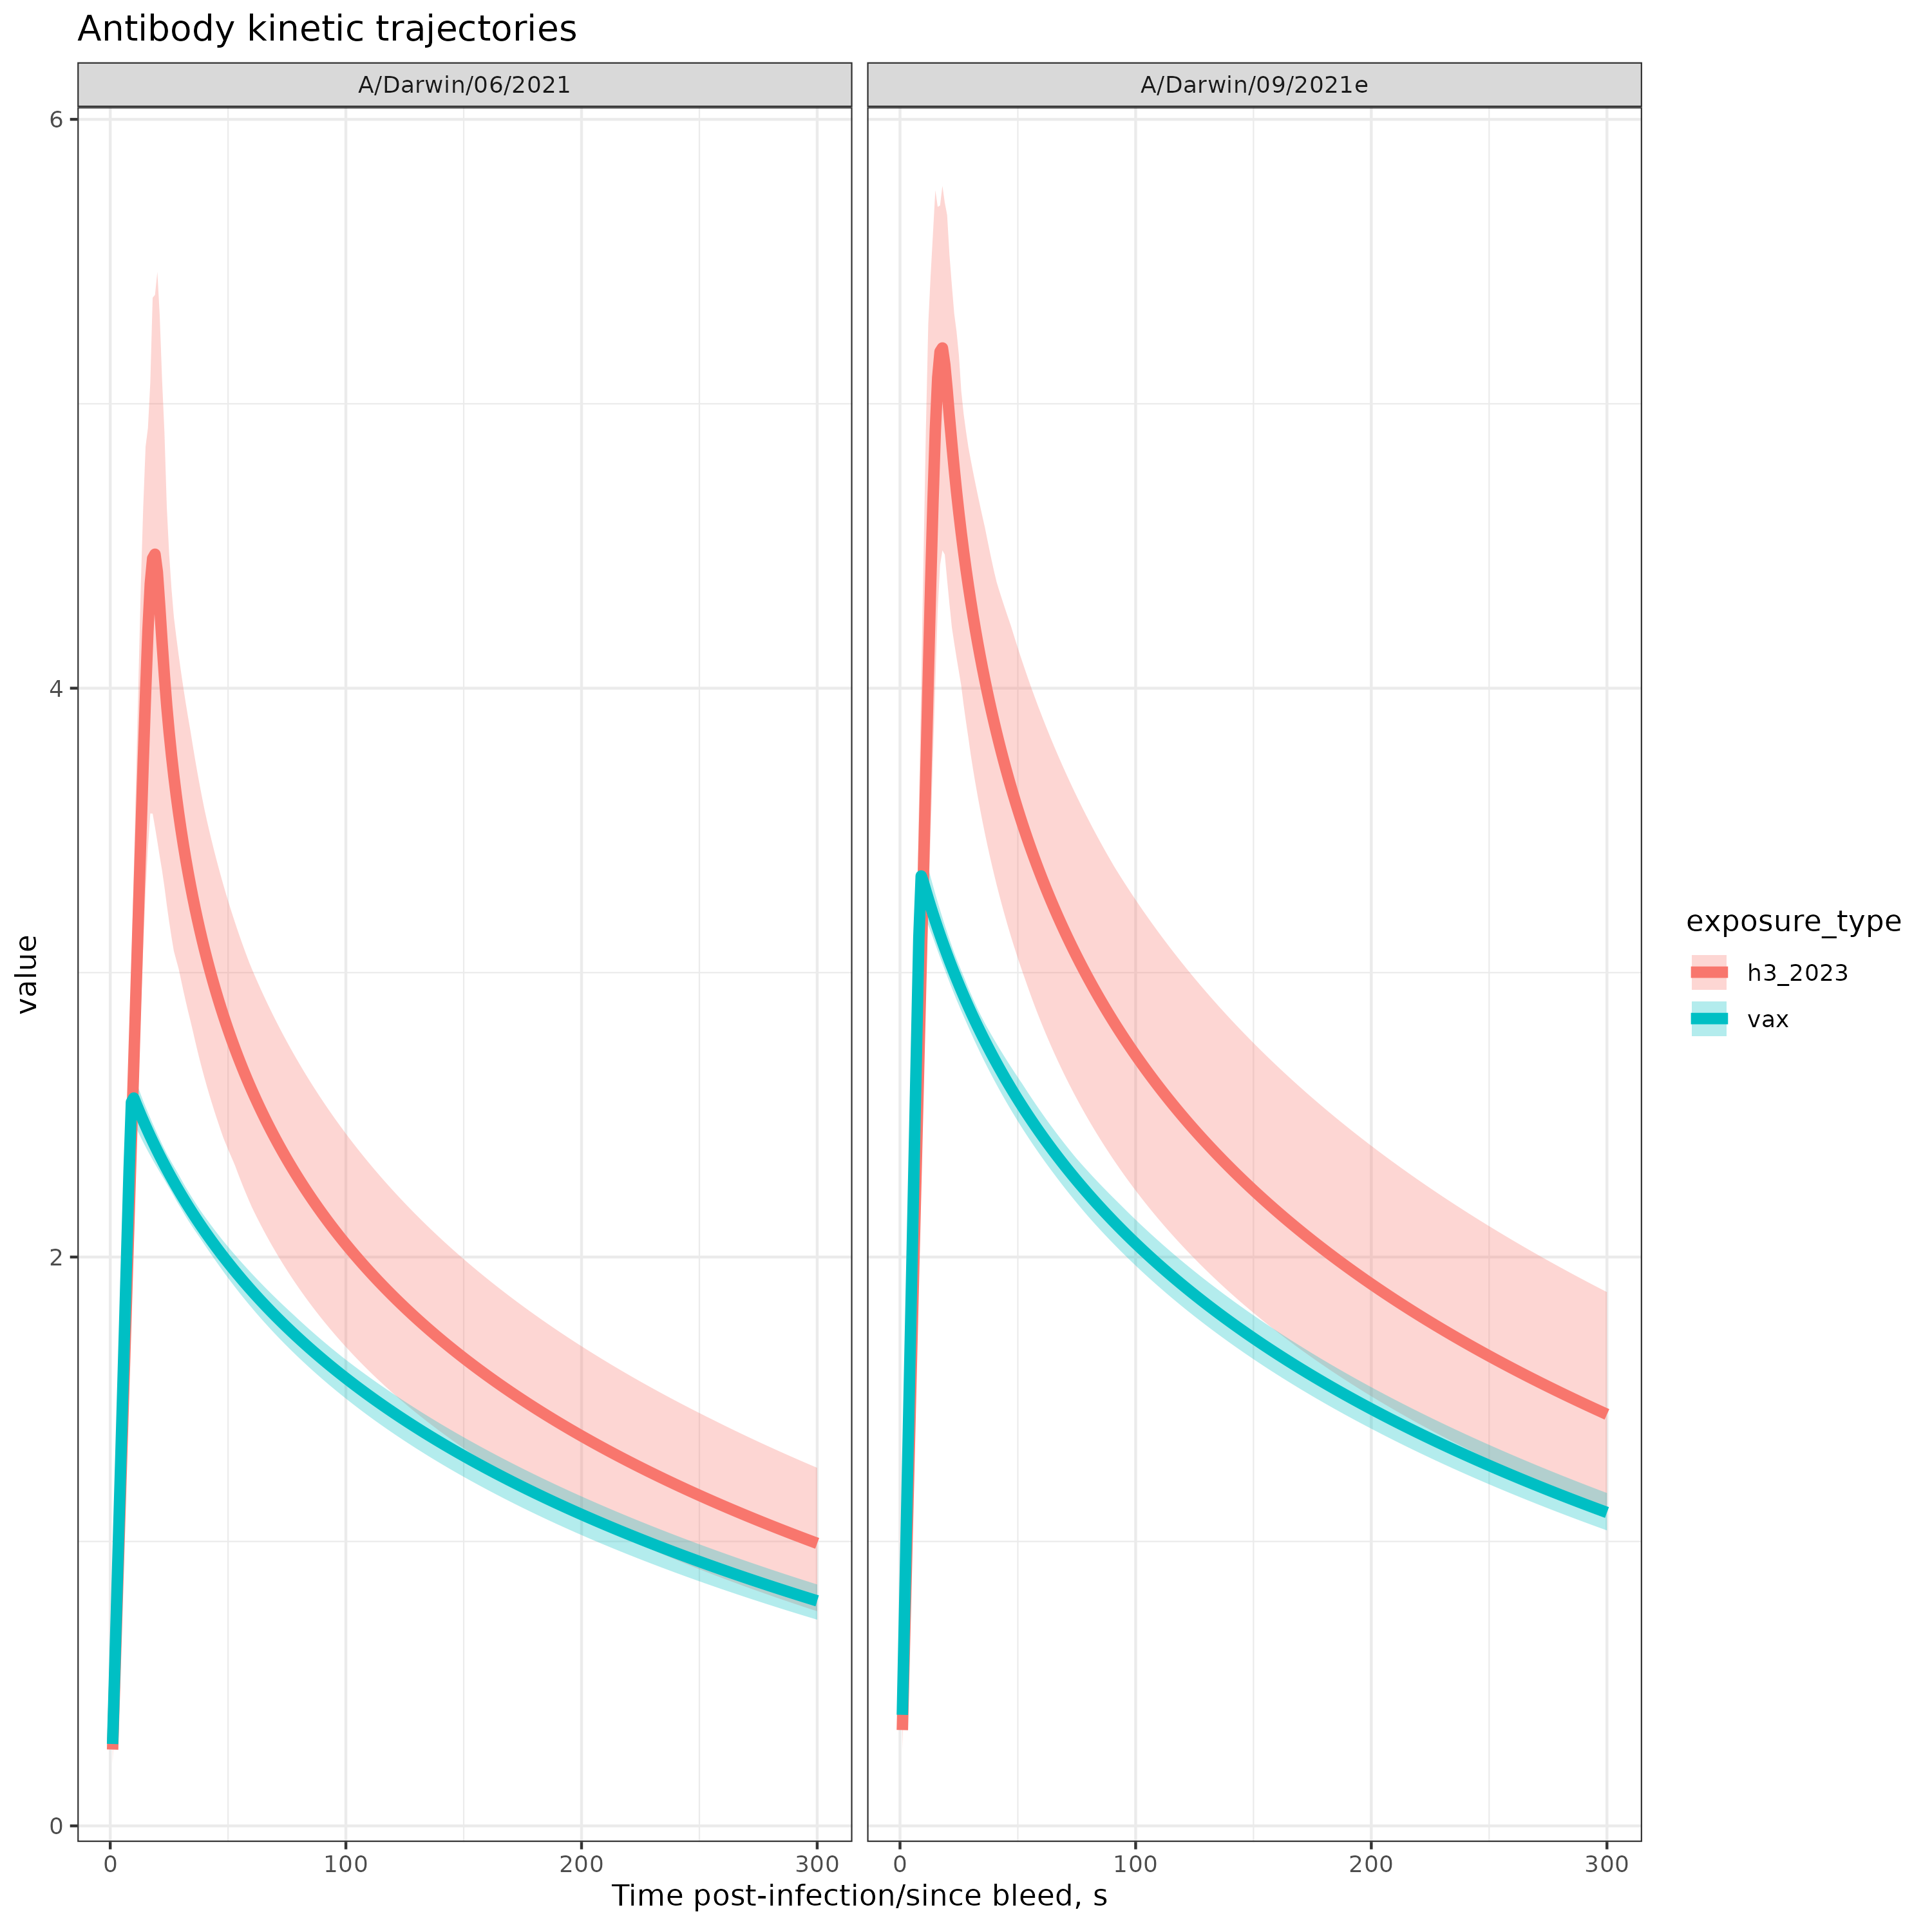 Antibody kinetic trajectories
A/Darwin/06/2021
A/Darwin/09/2021e
6
4
2
0
value
0 100 200 300
0 100 200 300
Time post-infection/since bleed, s
exposure_type
h3_2023
vax